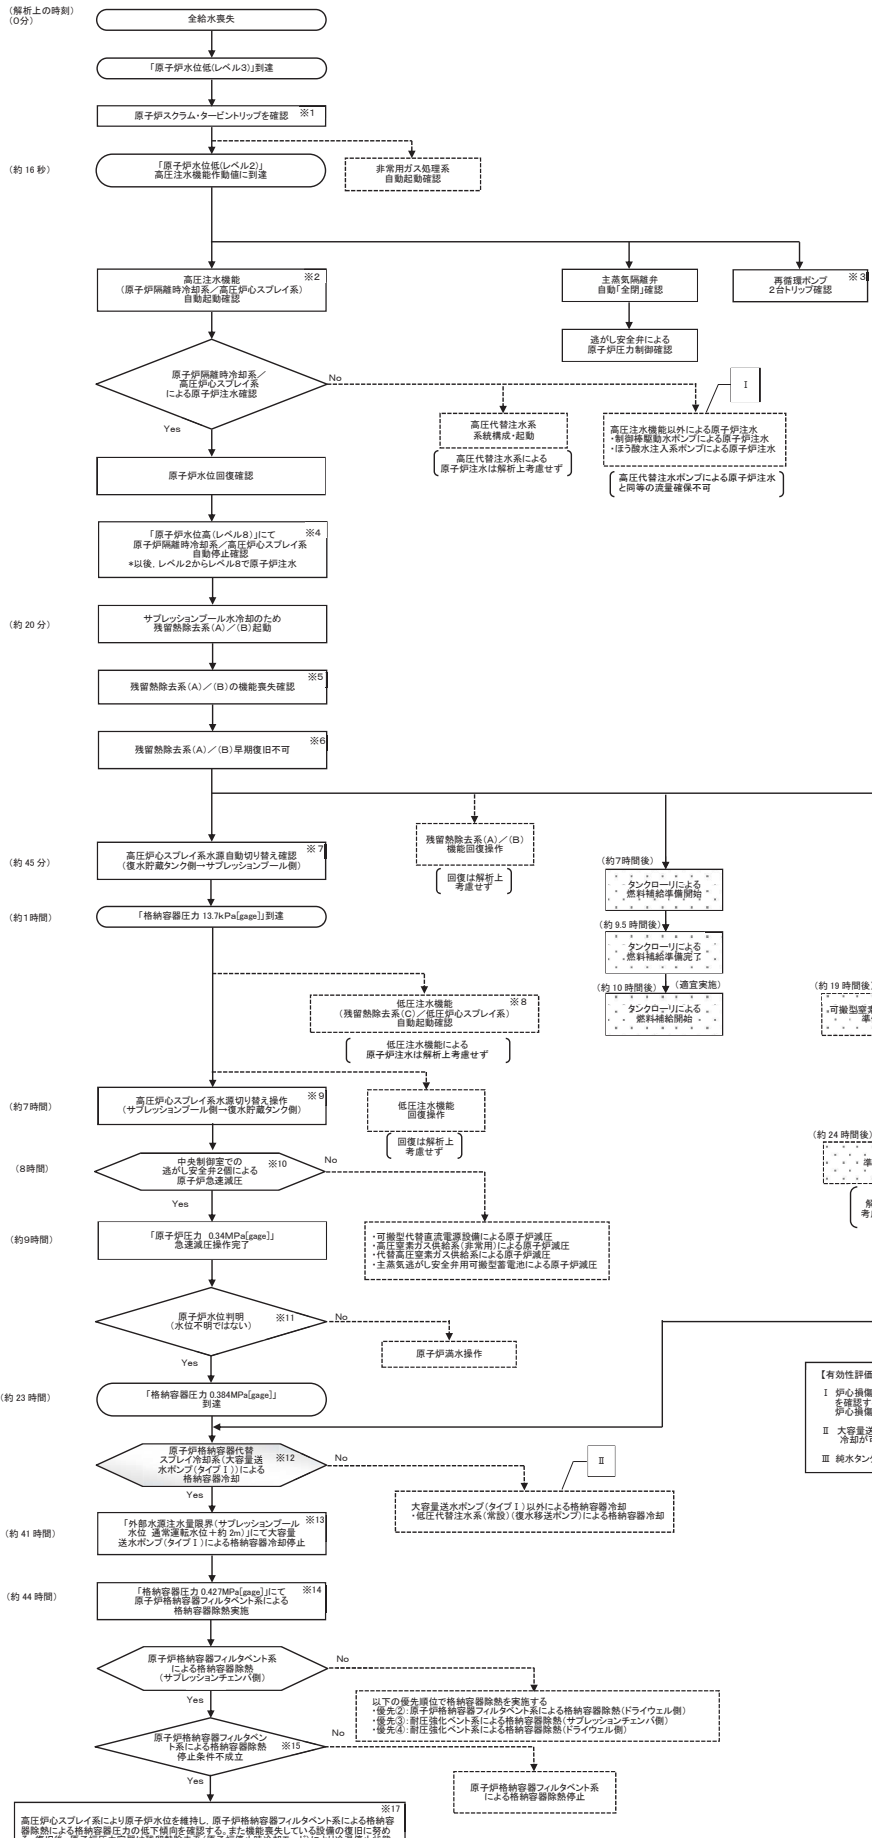 (解析上の時刻)
(0分)
全給水喪失
「原子炉水位低(レベル3)」到達
原子炉スクラム・タービントリップを確認 ※1
(約16秒)
「原子炉水位低(レベル2)」
高圧注水機能作動値に到達
非常用ガス処理系
自動起動確認
高圧注水機能 ※2
(原子炉隔離時冷却系／高圧炉心スプレイ系)
自動起動確認
主蒸気隔離弁
自動「全閉」確認
再循環ポンプ ※3
2台トリップ確認
逃がし安全弁による
原子炉圧力制御確認
原子炉隔離時冷却系／
高圧炉心スプレイ系
による原子炉注水確認
No
Yes
Ⅰ
高圧代替注水系
系統構成・起動
高圧代替注水系による
原子炉注水は解析上考慮せず
高圧注水機能以外による原子炉注水
・制御棒駆動水ポンプによる原子炉注水
・ほう酸水注入系ポンプによる原子炉注水
高圧代替注水ポンプによる原子炉注水
と同等の流量確保不可
原子炉水位回復確認
「原子炉水位高(レベル8)」にて ※4
原子炉隔離時冷却系／高圧炉心スプレイ系
自動停止確認
*以後，レベル2からレベル8で原子炉注水
(約20分)
サプレッションプール水冷却のため
残留熱除去系(A)／(B)起動
残留熱除去系(A)／(B)の機能喪失確認 ※5
残留熱除去系(A)／(B)早期復旧不可 ※6
(約45分)
高圧炉心スプレイ系水源自動切り替え確認 ※7
(復水貯蔵タンク側→サプレッションプール側)
残留熱除去系(A)／(B)
機能回復操作
回復は解析上
考慮せず
(約7時間後)
タンクローリによる
燃料補給準備開始
(約1時間)
「格納容器圧力 13.7kPa[gage]」到達
(約9.5時間後)
タンクローリによる
燃料補給準備完了
(約10時間後)
(適宜実施)
タンクローリによる
燃料補給開始
(約19時間後)
可搬型窒素
準
低圧注水機能 ※8
(残留熱除去系(C)／低圧炉心スプレイ系)
自動起動確認
低圧注水機能による
原子炉注水は解析上考慮せず
(約7時間)
高圧炉心スプレイ系水源切り替え操作 ※9
(サプレッションプール側→復水貯蔵タンク側)
低圧注水機能
回復操作
回復は解析上
考慮せず
(約24時間後)
準
解
考
(8時間)
中央制御室での
逃がし安全弁2個による
原子炉急速減圧
※10
No
Yes
(約9時間)
「原子炉圧力 0.34MPa[gage]」
急速減圧操作完了
・可搬型代替直流電源設備による原子炉減圧
・高圧窒素ガス供給系(非常用)による原子炉減圧
・代替高圧窒素ガス供給系による原子炉減圧
・主蒸気逃がし安全弁用可搬型蓄電池による原子炉減圧
原子炉水位判明
(水位不明ではない)
※11
No
Yes
原子炉満水操作
(約23時間)
「格納容器圧力 0.384MPa[gage]」
到達
【有効性評価
Ⅰ 炉心損傷
を確認す
炉心損傷
Ⅱ 大容量送
冷却が可
Ⅲ 純水タン
原子炉格納容器代替
スプレイ冷却系(大容量送
水ポンプ(タイプⅠ))による
格納容器冷却
※12
No
Yes
Ⅱ
大容量送水ポンプ(タイプⅠ)以外による格納容器冷却
・低圧代替注水系(常設)(復水移送ポンプ)による格納容器冷却
(約41時間)
「外部水源注水量限界(サプレッションプール ※13
水位 通常運転水位＋約2m)」にて大容量
送水ポンプ(タイプⅠ)による格納容器冷却停止
(約44時間)
「格納容器圧力 0.427MPa[gage]」にて ※14
原子炉格納容器フィルタベント系による
格納容器除熱実施
原子炉格納容器フィルタベント系
による格納容器除熱
(サプレッションチェンバ側)
No
Yes
以下の優先順位で格納容器除熱を実施する
・優先②:原子炉格納容器フィルタベント系による格納容器除熱(ドライウェル側)
・優先③:耐圧強化ベント系による格納容器除熱(サプレッションチェンバ側)
・優先④:耐圧強化ベント系による格納容器除熱(ドライウェル側)
原子炉格納容器フィルタベン
ト系による格納容器除熱
停止条件不成立
※15
No
Yes
原子炉格納容器フィルタベント系
による格納容器除熱停止
※17
高圧炉心スプレイ系により原子炉水位を維持し，原子炉格納容器フィルタベント系による格納容
器除熱による格納容器圧力の低下傾向を確認する。また機能喪失している設備の復旧に努め